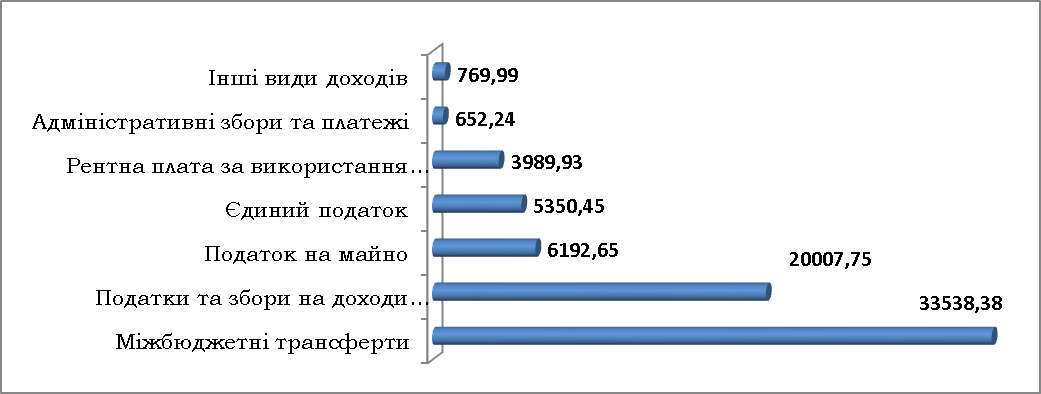 Інші види доходів 769,99
Адміністративні збори та платежі 652,24
Рентна плата за використання... 3989,93
Єдиний податок 5350,45
Податок на майно 6192,65
Податки та збори на доходи... 20007,75
Міжбюджетні трансферти 33538,38